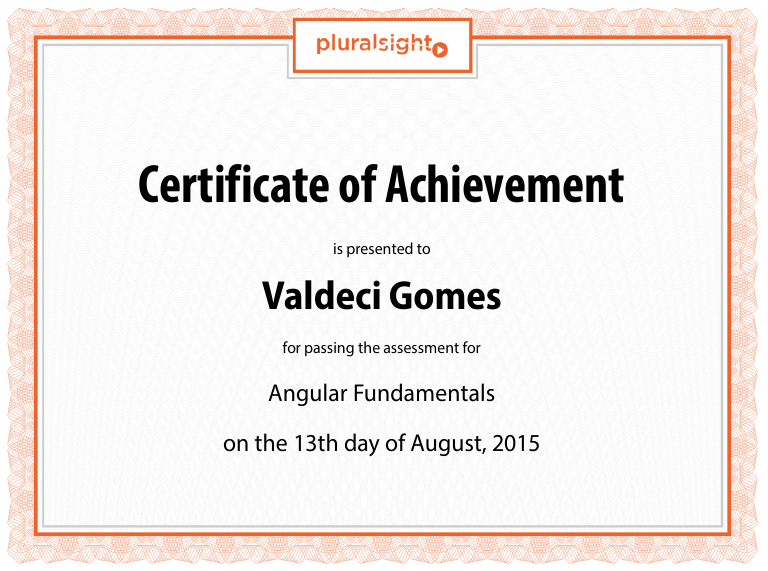 pluralsight
Certificate of Achievement
is presented to
Valdeci Gomes
for passing the assessment for
Angular Fundamentals
on the 13th day of August, 2015